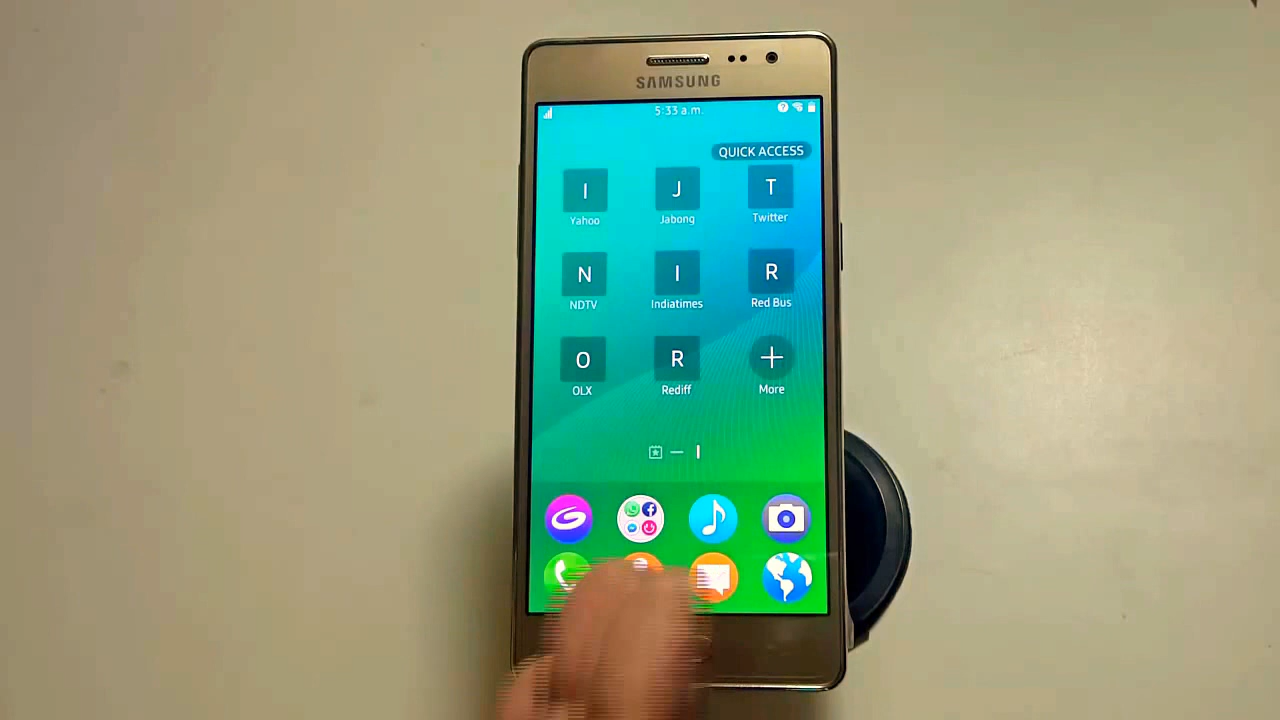 SAMSUNG
5:33 a.m.
QUICK ACCESS
I J T
Yahoo Jabong Twitter
N I R
NDTV Indiatimes Red Bus
O R +
OLX Rediff More